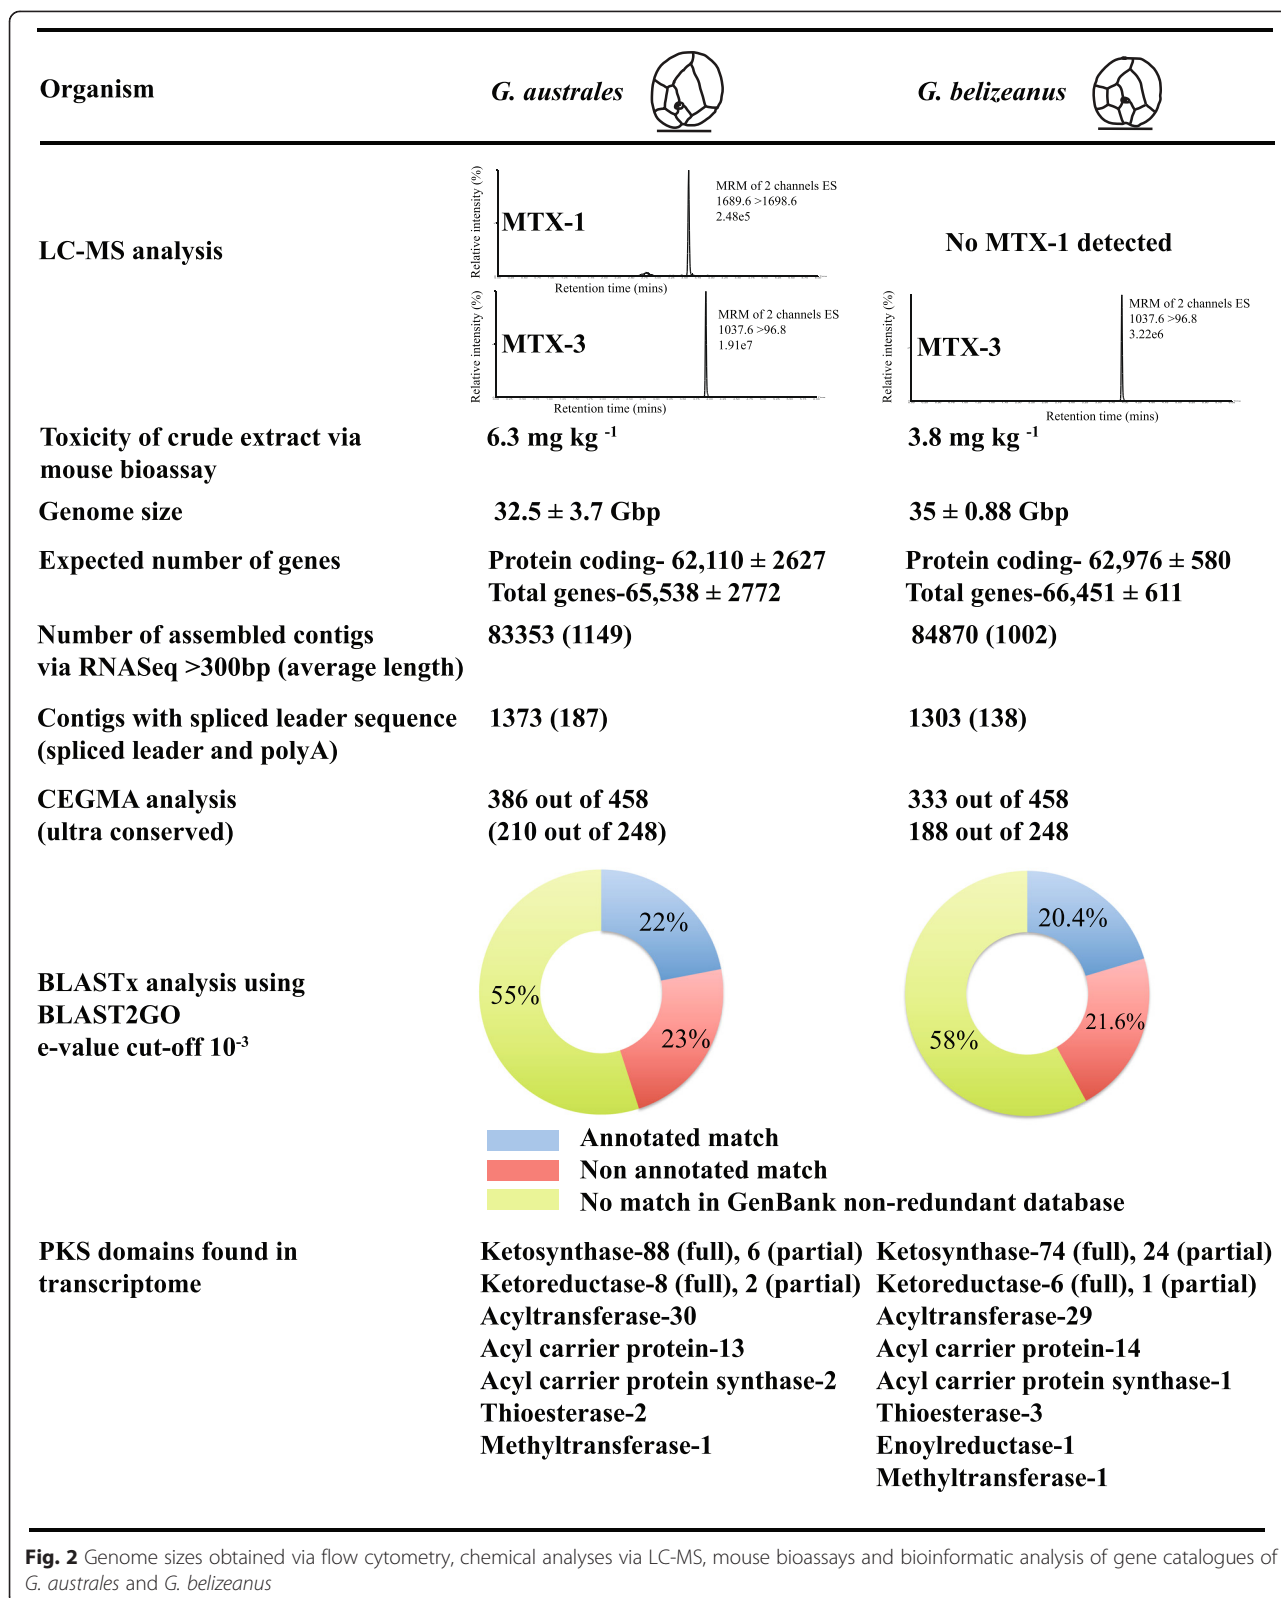 Organism
G. australes
G. belizeanus
LC-MS analysis
Relative intensity (%)
MTX-1
MRM of 2 channels ES
1689.6 >1698.6
2.48e5
Retention time (mins)
No MTX-1 detected
Relative intensity (%)
MTX-3
MRM of 2 channels ES
1037.6 >96.8
1.91e7
Retention time (mins)
Relative intensity (%)
MTX-3
MRM of 2 channels ES
1037.6 >96.8
3.22e6
Retention time (mins)
Toxicity of crude extract via
mouse bioassay
6.3 mg kg -1
3.8 mg kg -1
Genome size
32.5 ± 3.7 Gbp
35 ± 0.88 Gbp
Expected number of genes
Protein coding- 62,110 ± 2627
Total genes-65,538 ± 2772
Protein coding- 62,976 ± 580
Total genes-66,451 ± 611
Number of assembled contigs
via RNASeq >300bp (average length)
83353 (1149)
84870 (1002)
Contigs with spliced leader sequence
(spliced leader and polyA)
1373 (187)
1303 (138)
CEGMA analysis
(ultra conserved)
386 out of 458
(210 out of 248)
333 out of 458
188 out of 248
BLASTx analysis using
BLAST2GO
e-value cut-off 10-3
22%
23%
55%
20.4%
21.6%
58%
Annotated match
Non annotated match
No match in GenBank non-redundant database
PKS domains found in
transcriptome
Ketosynthase-88 (full), 6 (partial)
Ketoreductase-8 (full), 2 (partial)
Acyltransferase-30
Acyl carrier protein-13
Acyl carrier protein synthase-2
Thioesterase-2
Methyltransferase-1
Ketosynthase-74 (full), 24 (partial)
Ketoreductase-6 (full), 1 (partial)
Acyltransferase-29
Acyl carrier protein-14
Acyl carrier protein synthase-1
Thioesterase-3
Enoylreductase-1
Methyltransferase-1
Fig. 2 Genome sizes obtained via flow cytometry, chemical analyses via LC-MS, mouse bioassays and bioinformatic analysis of gene catalogues of
G. australes and G. belizeanus